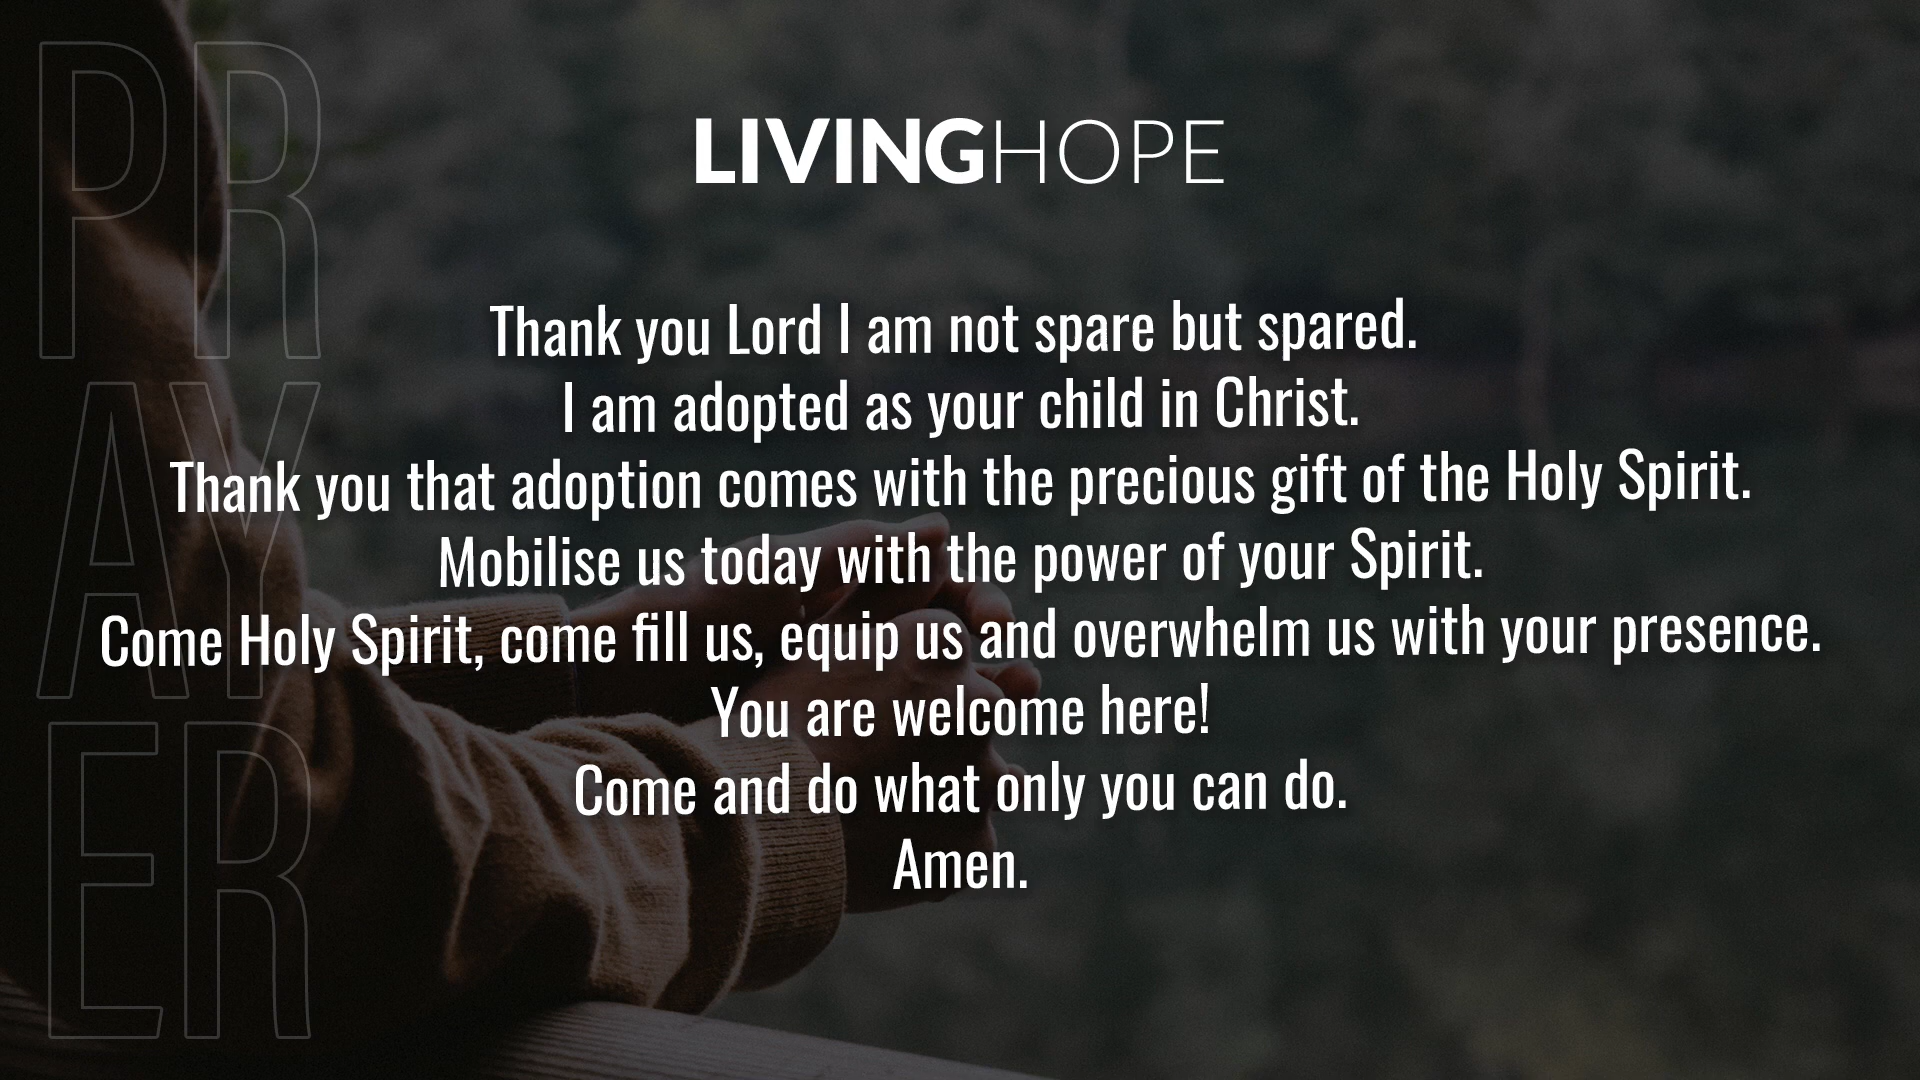 PR
AY
ER
LIVINGHOPE
Thank you Lord I am not spare but spared.
I am adopted as your child in Christ.
Thank you that adoption comes with the precious gift of the Holy Spirit.
Mobilise us today with the power of your Spirit.
Come Holy Spirit, come fill us, equip us and overwhelm us with your presence.
You are welcome here!
Come and do what only you can do.
Amen.